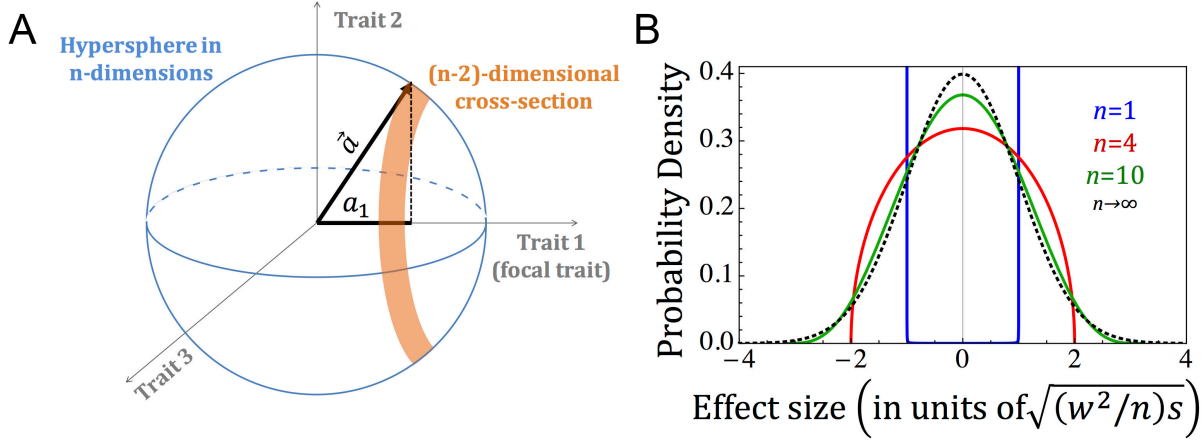 A
Trait 2
Hypersphere in
n-dimensions
(n-2)-dimensional
cross-section
a⃗
a₁
Trait 1
(focal trait)
Trait 3
B
Probability Density
0.4
0.3
0.2
0.1
0.0
−4
−2
0
2
4
n=1
n=4
n=10
n→∞
Effect size (in units of√(w²/n)s)